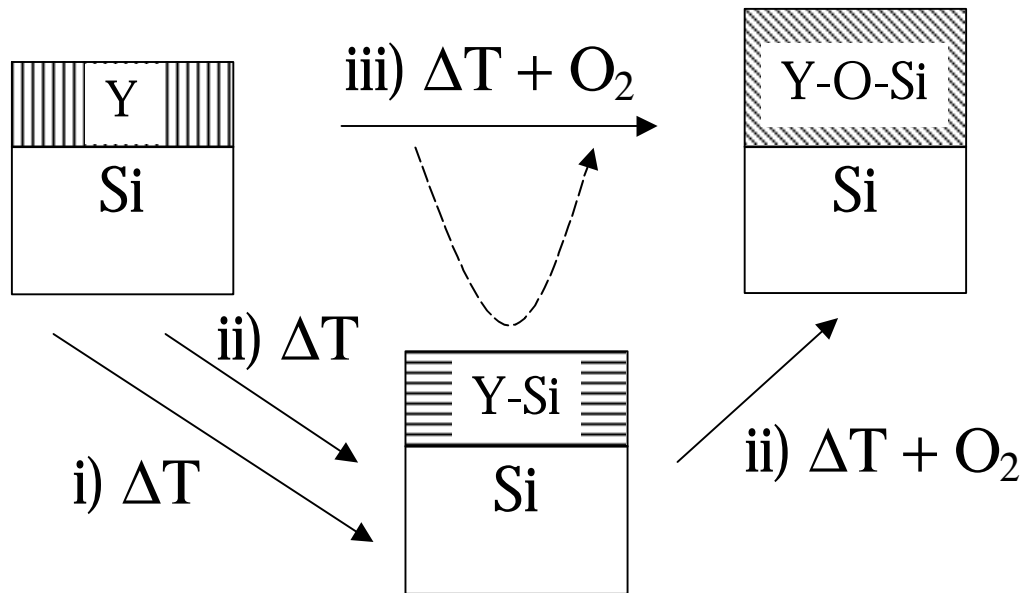 Y
Si
iii) ΔT + O₂
Y-O-Si
Si
ii) ΔT
i) ΔT
Y-Si
Si
ii) ΔT + O₂